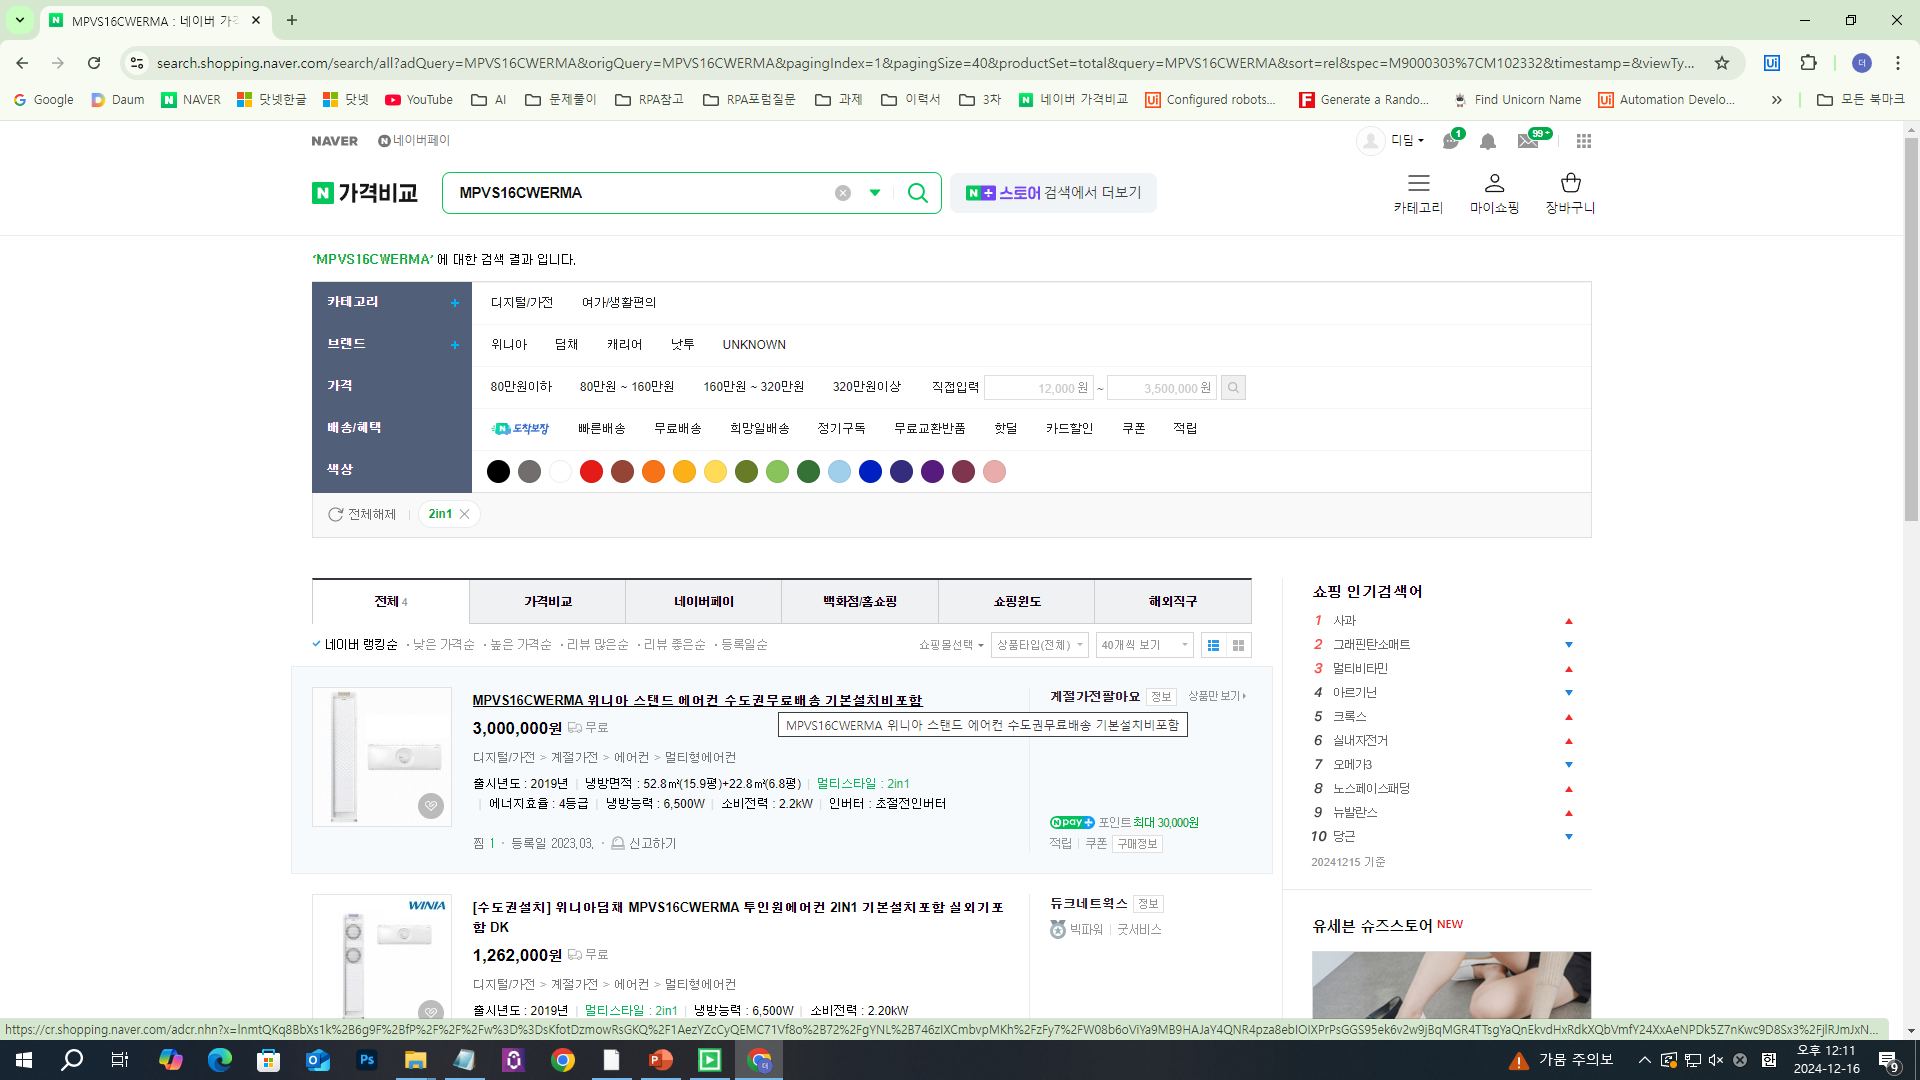 MPVS16CWERMA : 네이버 가격
search.shopping.naver.com/search/all?adQuery=MPVS16CWERMA&origQuery=MPVS16CWERMA&pagingIndex=1&pagingSize=40&productSet=total&query=MPVS16CWERMA&sort=rel&spec=M9000003%7CM102332&timestamp=&viewTy...
Google Daum NAVER 닷넷한글 닷넷 YouTube AI 문제풀이 RPA참고 RPA포럼질문 과제 이력서 3차 네이버 가격비교 Configured robots... Generate a Rando... Find Unicorn Name Automation Develo... » 모든 북마크
NAVER 네이버페이 디딤 1 99+
N 가격비교 MPVS16CWERMA N+ 스토어 검색에서 더보기 카테고리 마이쇼핑 장바구니
'MPVS16CWERMA' 에 대한 검색 결과 입니다.
카테고리 + 디지털/가전 여가/생활편의
브랜드 + 위니아 딤채 캐리어 낫투 UNKNOWN
가격 80만원이하 80만원 ~ 160만원 160만원 ~ 320만원 320만원이상 직접입력 12,000 원 ~ 3,500,000 원
배송/혜택 N 도착보장 빠른배송 무료배송 희망일배송 정기구독 무료교환반품 핫딜 카드할인 쿠폰 적립
색상
전체해제 2in1
전체 4 가격비교 네이버페이 백화점/홈쇼핑 쇼핑윈도 해외직구
네이버 랭킹순 · 낮은 가격순 · 높은 가격순 · 리뷰 많은순 · 리뷰 좋은순 · 등록일순 쇼핑몰선택 상품타입(전체) 40개씩 보기
MPVS16CWERMA 위니아 스탠드 에어컨 수도권무료배송 기본설치비포함
3,000,000원 무료
MPVS16CWERMA 위니아 스탠드 에어컨 수도권무료배송 기본설치비포함
디지털/가전 > 계절가전 > 에어컨 > 멀티형에어컨
출시년도 : 2019년 | 냉방면적 : 52.8㎡(15.9평)+22.8㎡(6.8평) | 멀티스타일 : 2in1
| 에너지효율 : 4등급 | 냉방능력 : 6,500W | 소비전력 : 2.2kW | 인버터 : 초절전인버터
찜 1 · 등록일 2023.03. · 신고하기
계절가전팔아요 정보 상품만 보기
N pay+ 포인트 최대 30,000원
적립 | 쿠폰 구매정보
WINIA
[수도권설치] 위니아딤채 MPVS16CWERMA 투인원에어컨 2IN1 기본설치포함 실외기포
함 DK
1,262,000원 무료
디지털/가전 > 계절가전 > 에어컨 > 멀티형에어컨
출시년도 : 2019년 | 멀티스타일 : 2in1 | 냉방능력 : 6,500W | 소비전력 : 2.20kW
듀크네트웍스 정보
빅파워 | 굿서비스
쇼핑 인기검색어
1 사과
2 그래핀탄소매트
3 멀티비타민
4 아르기닌
5 크록스
6 실내자전거
7 오메가3
8 노스페이스패딩
9 뉴발란스
10 당근
20241215 기준
유세븐 슈즈스토어 NEW
가뭄 주의보
한
오후 12:11
2024-12-16
9